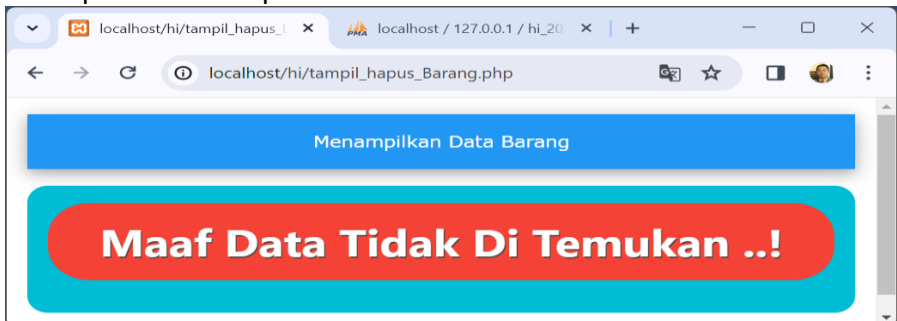 localhost/hi/tampil_hapus_
localhost / 127.0.0.1 / hi_20
localhost/hi/tampil_hapus_Barang.php
Menampilkan Data Barang
Maaf Data Tidak Di Temukan ..!